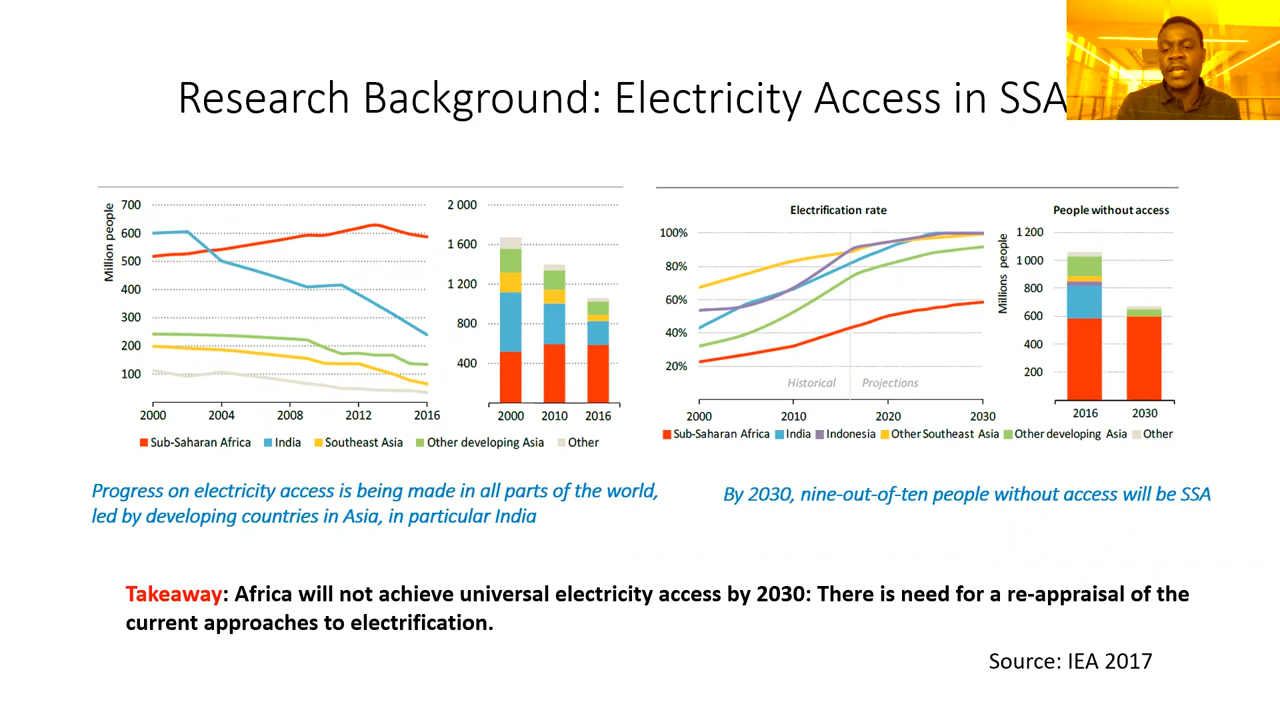 Research Background: Electricity Access in SSA
Million people
700
600
500
400
300
200
100
2000 2004 2008 2012 2016
2 000
1 600
1 200
800
400
2000 2010 2016
Sub-Saharan Africa India Southeast Asia Other developing Asia Other
Electrification rate
100%
80%
60%
40%
20%
Historical Projections
2000 2010 2020 2030
People without access
Millions people
1200
1000
800
600
400
200
2016 2030
Sub-Saharan Africa India Indonesia Other Southeast Asia Other developing Asia Other
Progress on electricity access is being made in all parts of the world,
led by developing countries in Asia, in particular India
By 2030, nine-out-of-ten people without access will be SSA
Takeaway: Africa will not achieve universal electricity access by 2030: There is need for a re-appraisal of the
current approaches to electrification.
Source: IEA 2017